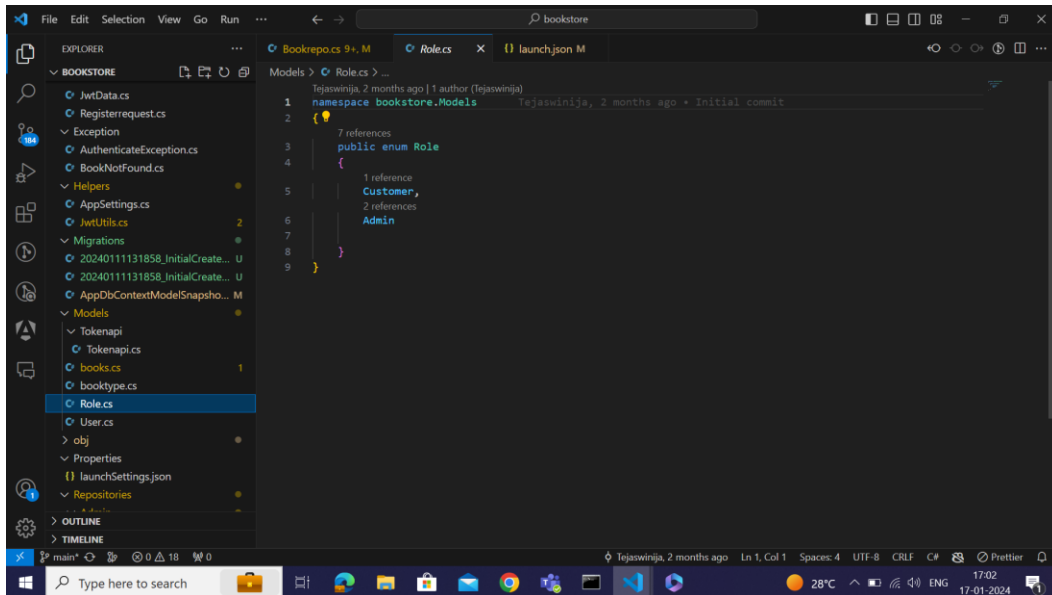 File Edit Selection View Go Run ...
bookstore
EXPLORER
Bookrepo.cs 9+, M
Role.cs
{} launch.json M
BOOKSTORE
Models > Role.cs > ...
JwtData.cs
Registerrequest.cs
Exception
AuthenticateException.cs
BookNotFound.cs
Helpers
AppSettings.cs
JwtUtils.cs 2
Migrations
20240111131858_InitialCreate... U
20240111131858_InitialCreate... U
AppDbContextModelSnapsho... M
Models
Tokenapi
Tokenapi.cs
books.cs 1
booktype.cs
Role.cs
User.cs
obj
Properties
{} launchSettings.json
Repositories
OUTLINE
TIMELINE
184
1
Tejaswinija, 2 months ago | 1 author (Tejaswinija)
1 namespace bookstore.Models Tejaswinija, 2 months ago • Initial commit
2 {
7 references
3 public enum Role
4 {
1 reference
5 Customer,
2 references
6 Admin
7
8 }
9 }
main* 0 18 0 Tejaswinija, 2 months ago Ln 1, Col 1 Spaces: 4 UTF-8 CRLF C# Prettier
Type here to search
28°C ENG
17:02
17-01-2024
1